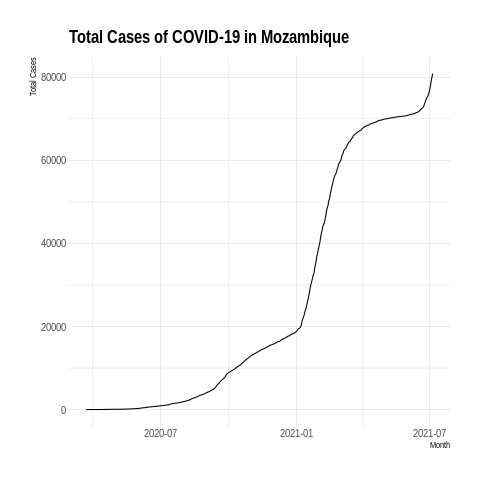 Total Cases of COVID-19 in Mozambique
Total Cases
80000
60000
40000
20000
0
2020-07 2021-01 2021-07
Month